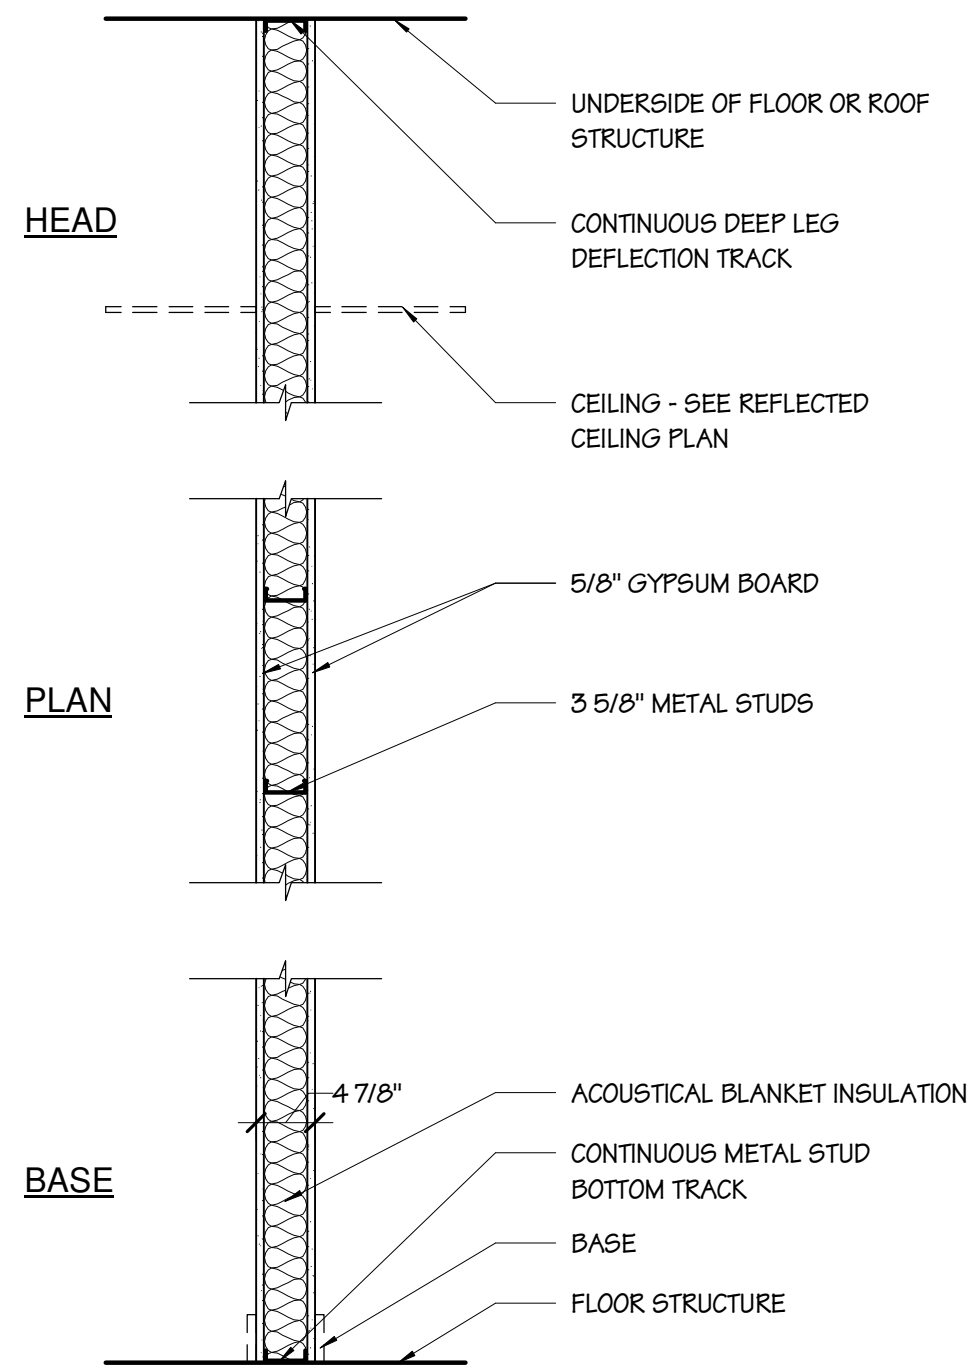 UNDERSIDE OF FLOOR OR ROOF
STRUCTURE
HEAD
CONTINUOUS DEEP LEG
DEFLECTION TRACK
CEILING - SEE REFLECTED
CEILING PLAN
5/8" GYPSUM BOARD
PLAN
3 5/8" METAL STUDS
4 7/8"
ACOUSTICAL BLANKET INSULATION
CONTINUOUS METAL STUD
BOTTOM TRACK
BASE
BASE
FLOOR STRUCTURE